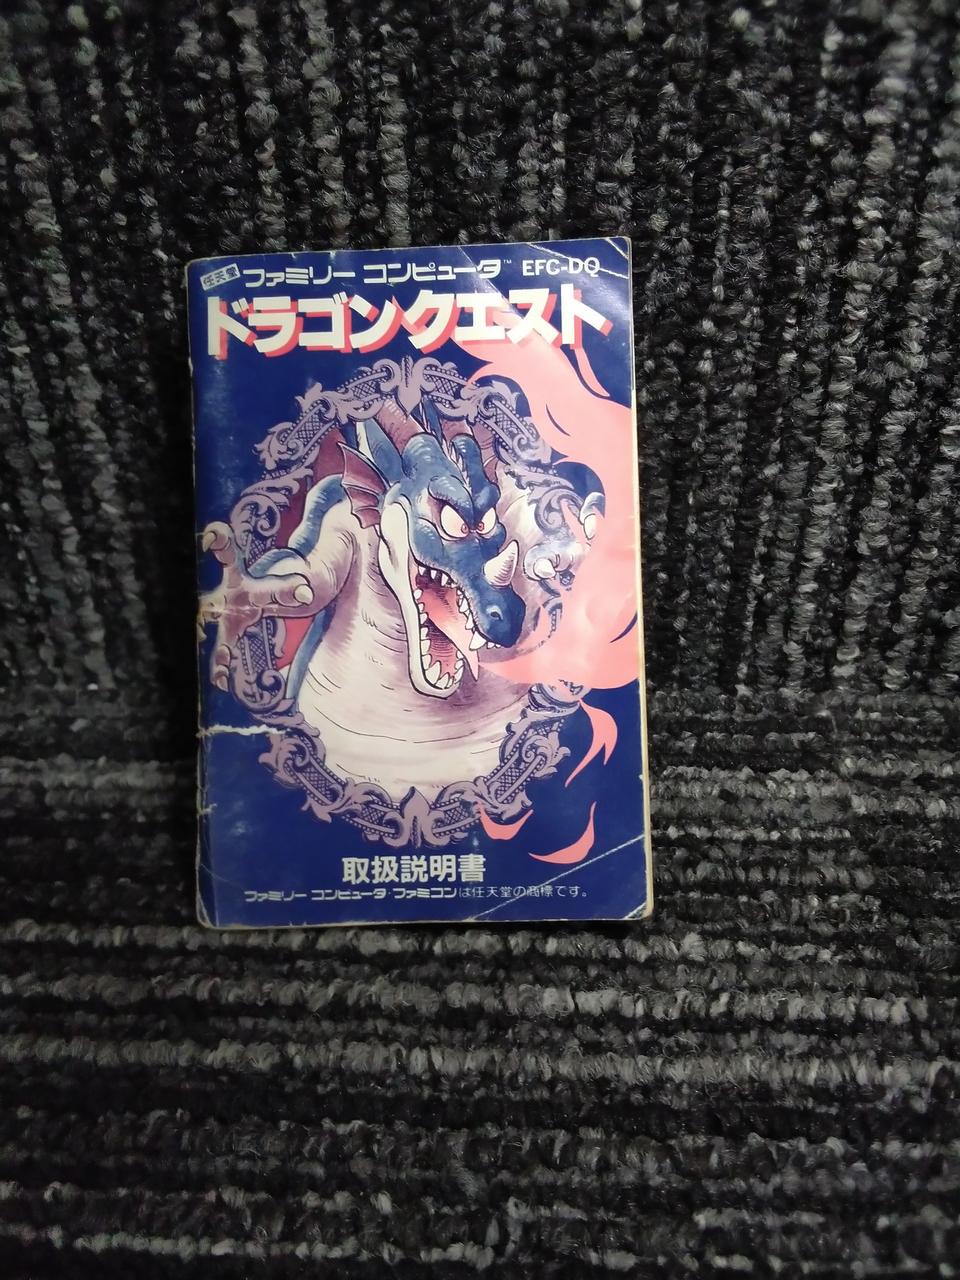 任天堂 ファミリー コンピュータ™ EFC-DQ
ドラゴンクエスト
取扱説明書
ファミリー コンピュータ・ファミコンは任天堂の商標です。